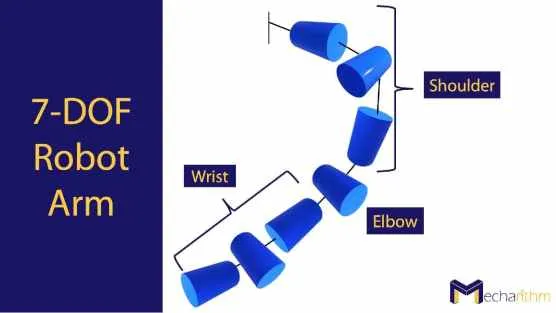 7-DOF
Robot
Arm
Shoulder
Wrist
Elbow
Mecharithm